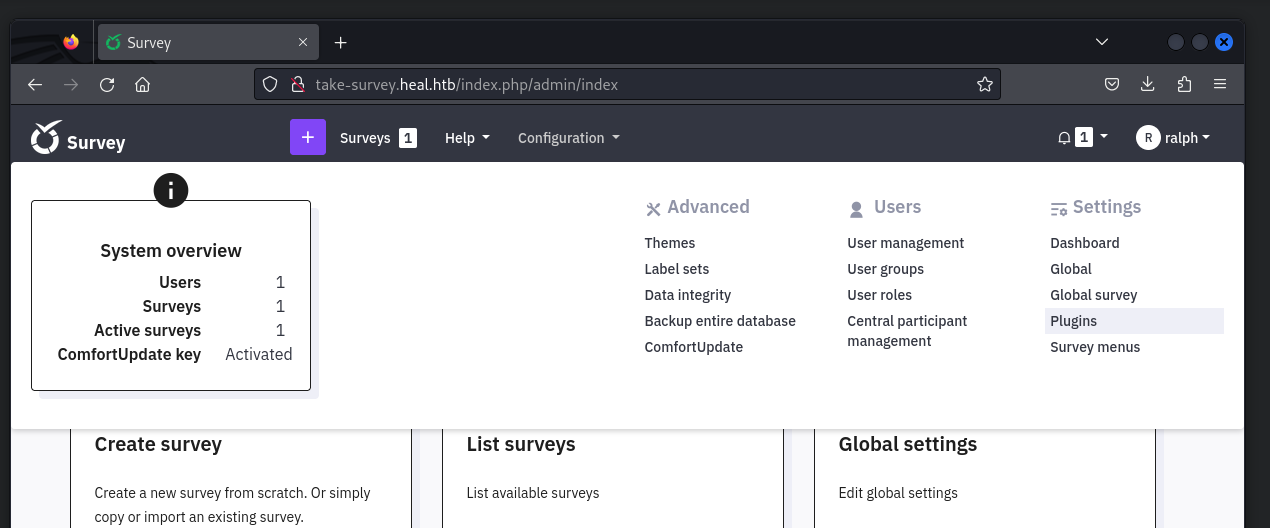 Survey
take-survey.heal.htb/index.php/admin/index
Survey
+ Surveys 1 Help Configuration 1 R ralph
System overview
Users 1
Surveys 1
Active surveys 1
ComfortUpdate key Activated
Advanced
Themes
Label sets
Data integrity
Backup entire database
ComfortUpdate
Users
User management
User groups
User roles
Central participant
management
Settings
Dashboard
Global
Global survey
Plugins
Survey menus
Create survey
Create a new survey from scratch. Or simply
copy or import an existing survey.
List surveys
List available surveys
Global settings
Edit global settings